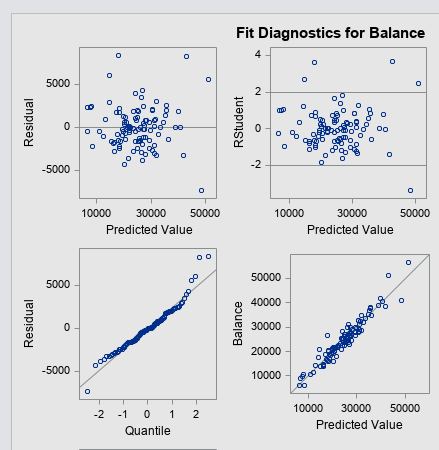 Fit Diagnostics for Balance
5000
0
-5000
Residual
10000 30000 50000
Predicted Value
4
2
0
-2
RStudent
10000 30000 50000
Predicted Value
5000
0
-5000
Residual
-2 -1 0 1 2
Quantile
50000
40000
30000
20000
10000
Balance
10000 30000 50000
Predicted Value